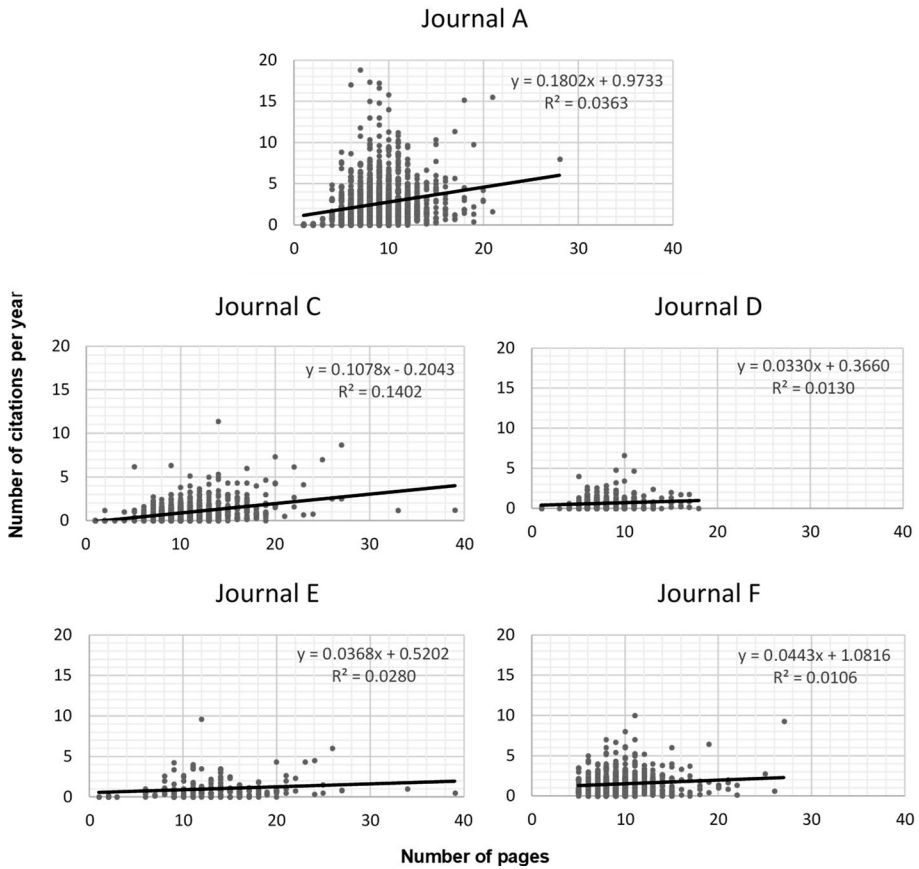 Journal A
20
15
10
5
0
y = 0.1802x + 0.9733
R² = 0.0363
0 10 20 30 40
Number of citations per year
Journal C
20
15
10
5
0
y = 0.1078x - 0.2043
R² = 0.1402
0 10 20 30 40
Journal D
20
15
10
5
0
y = 0.0330x + 0.3660
R² = 0.0130
0 10 20 30 40
Journal E
20
15
10
5
0
y = 0.0368x + 0.5202
R² = 0.0280
0 10 20 30 40
Journal F
20
15
10
5
0
y = 0.0443x + 1.0816
R² = 0.0106
0 10 20 30 40
Number of pages